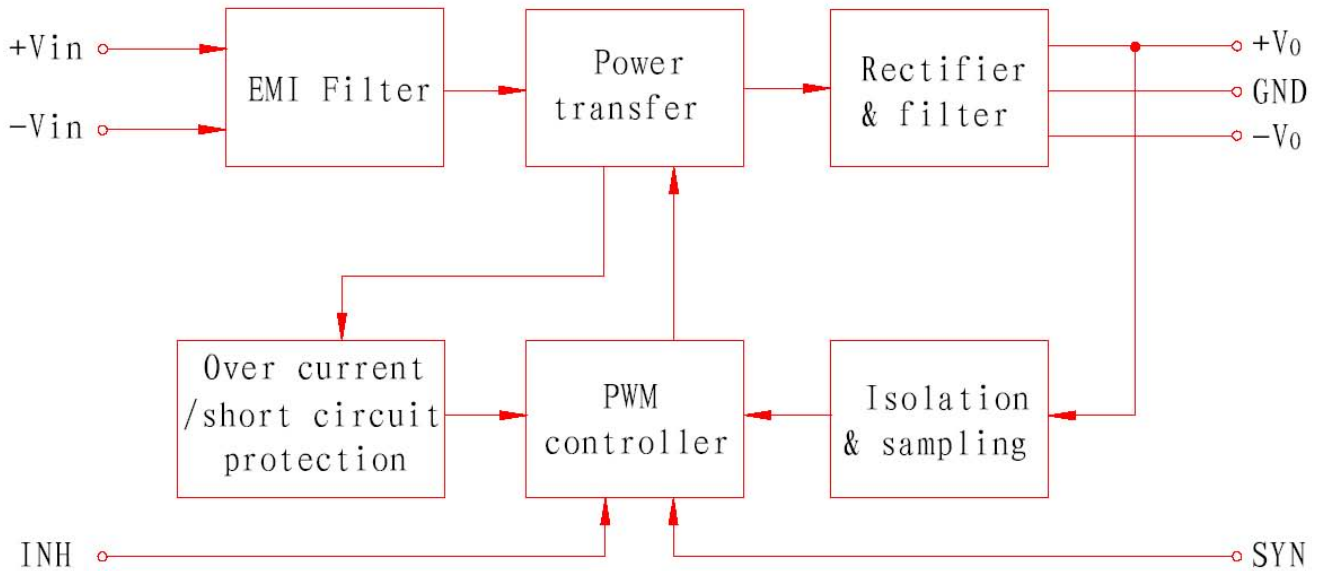 +Vin
-Vin
EMI Filter
Power
transfer
Rectifier
& filter
+V₀
GND
-V₀
Over current
/short circuit
protection
PWM
controller
Isolation
& sampling
INH
SYN